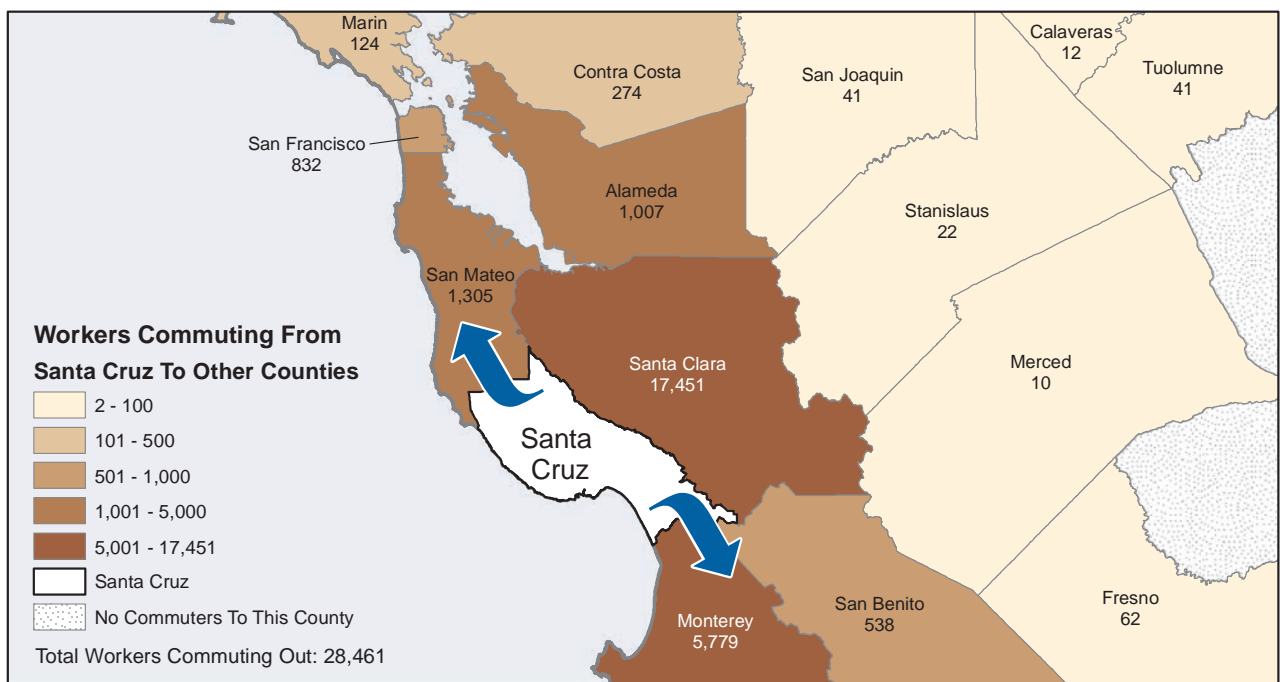 Marin
124
Contra Costa
274
San Joaquin
41
Calaveras
12
Tuolumne
41
San Francisco
832
Alameda
1,007
Stanislaus
22
San Mateo
1,305
Santa Clara
17,451
Merced
10
Santa
Cruz
Monterey
5,779
San Benito
538
Fresno
62
Workers Commuting From
Santa Cruz To Other Counties
2 - 100
101 - 500
501 - 1,000
1,001 - 5,000
5,001 - 17,451
Santa Cruz
No Commuters To This County
Total Workers Commuting Out: 28,461